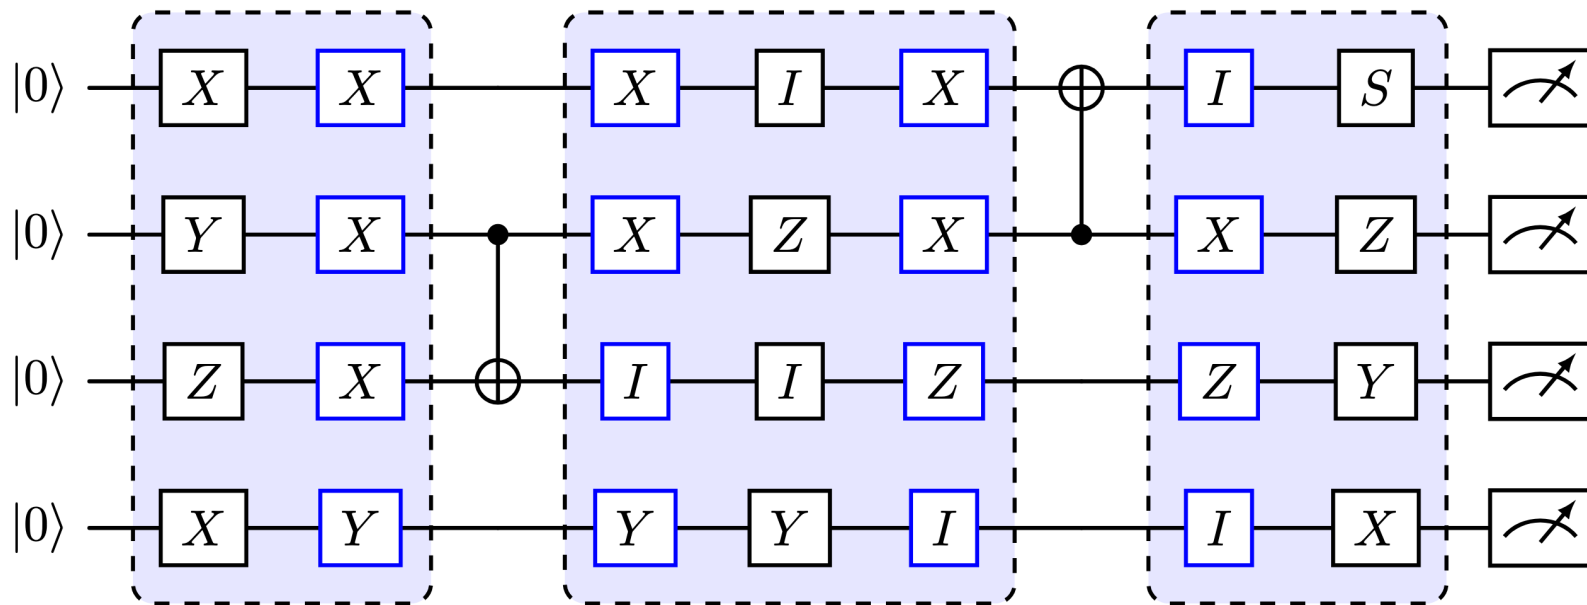 |0⟩ X X X I X I S
|0⟩ Y X X Z X X Z
|0⟩ Z X I I Z Z Y
|0⟩ X Y Y Y I I X